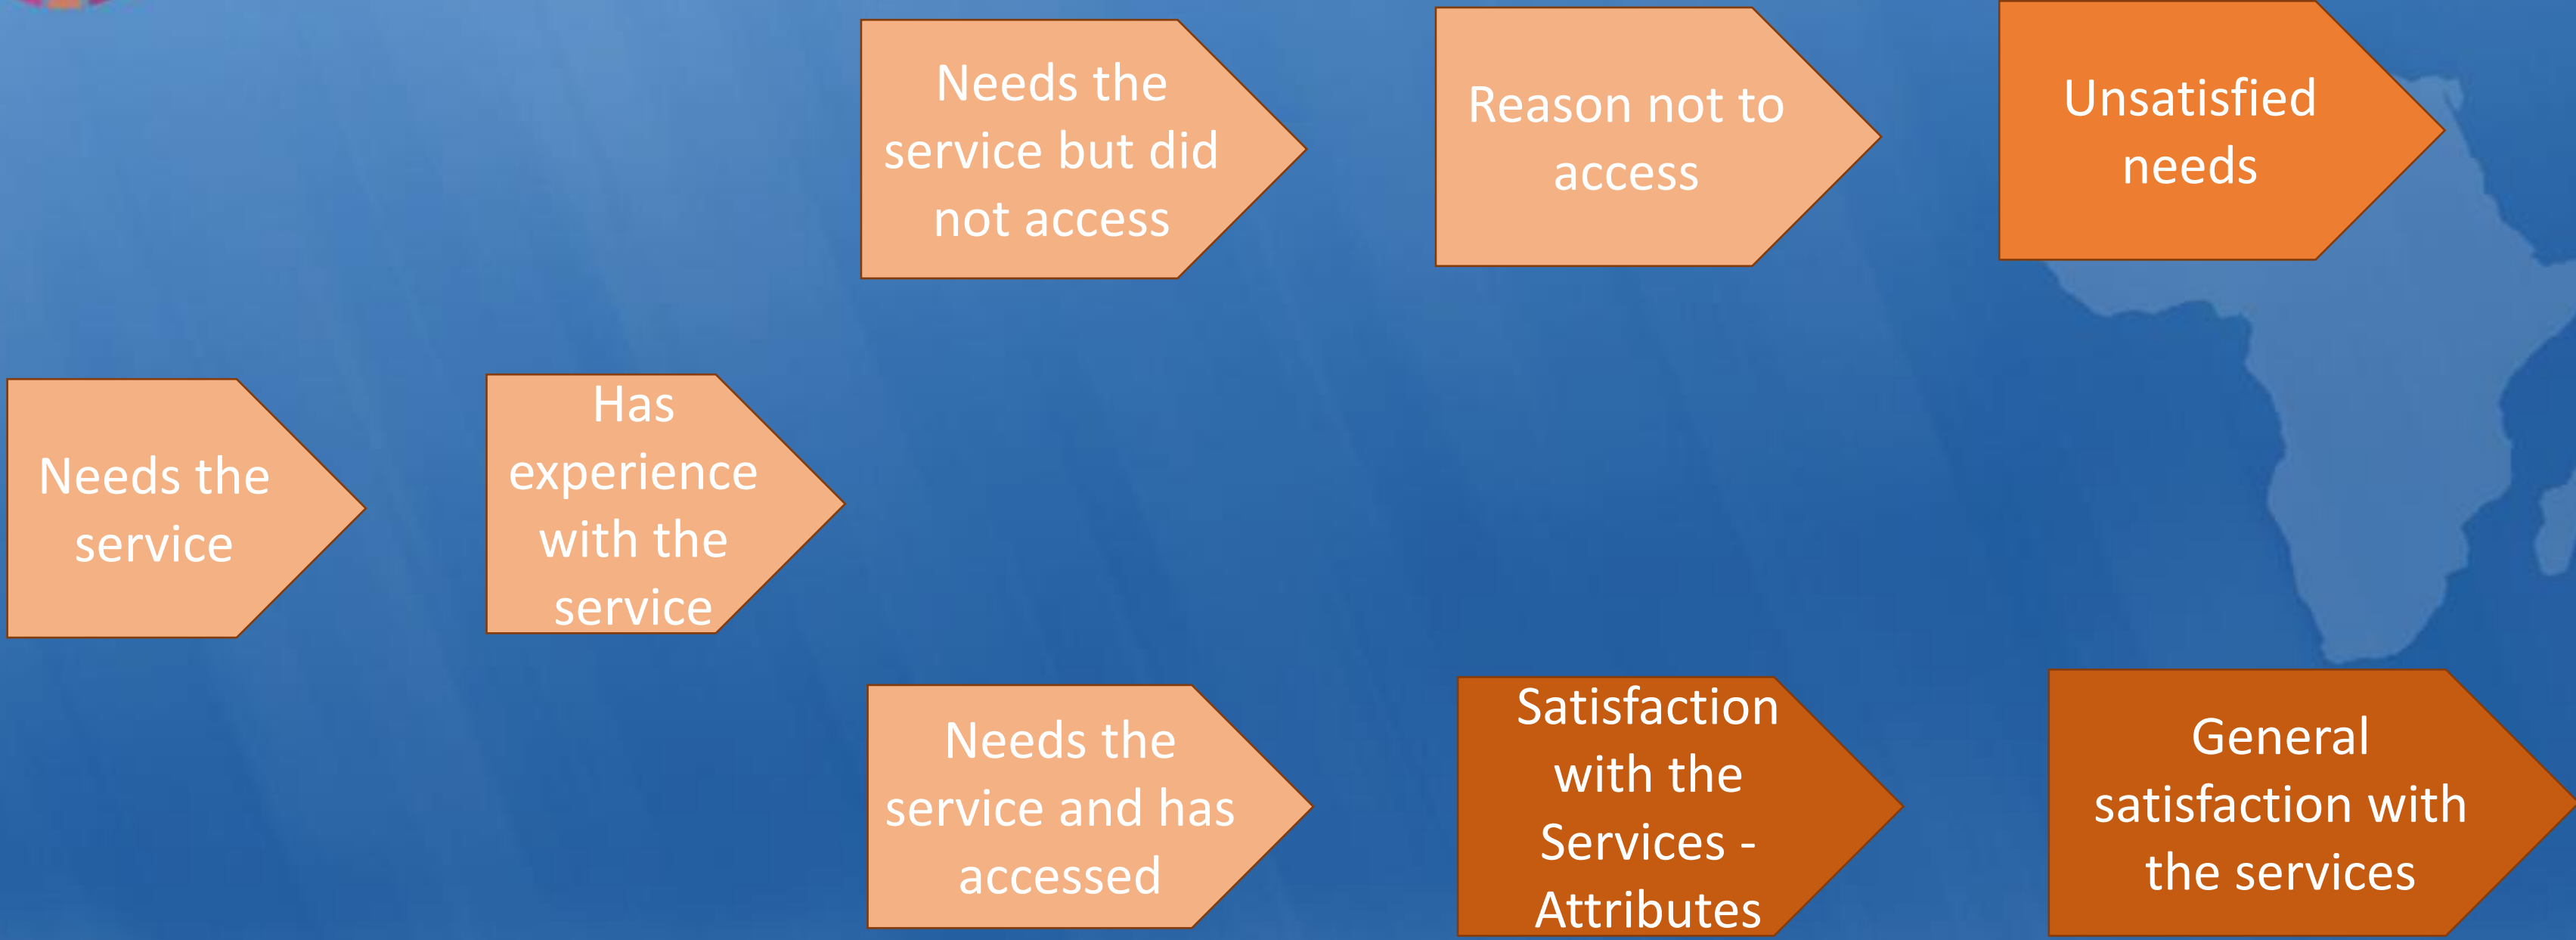 Needs the
service but did
not access
Reason not to
access
Unsatisfied
needs
Needs the
service
Has
experience
with the
service
Needs the
service and has
accessed
Satisfaction
with the
Services -
Attributes
General
satisfaction with
the services